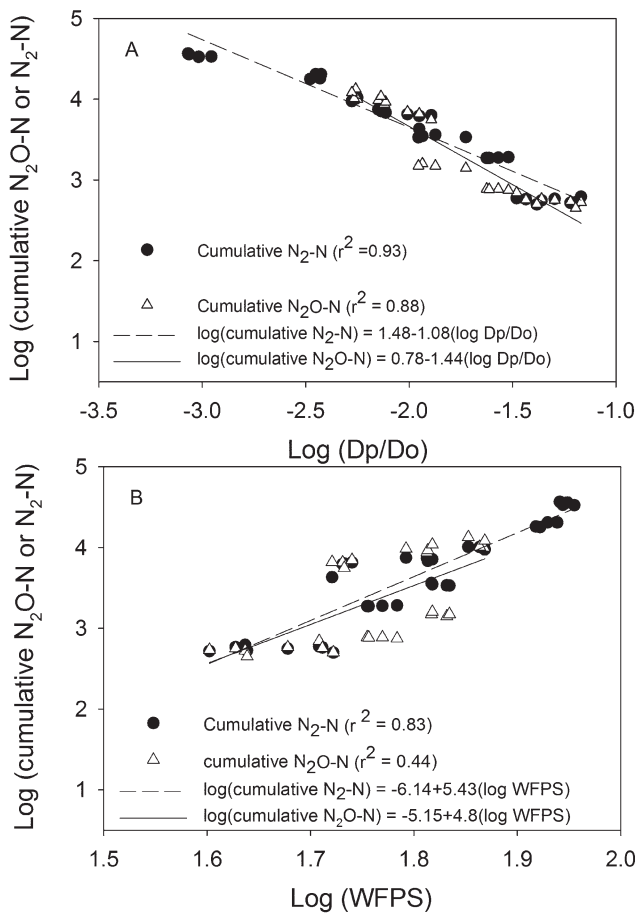 A
Log (cumulative N₂O-N or N₂-N)
5
4
3
2
1
Cumulative N₂-N (r² =0.93)
Cumulative N₂O-N (r² = 0.88)
log(cumulative N₂-N) = 1.48-1.08(log Dp/Do)
log(cumulative N₂O-N) = 0.78-1.44(log Dp/Do)
-3.5 -3.0 -2.5 -2.0 -1.5 -1.0
Log (Dp/Do)
B
Log (cumulative N₂O-N or N₂-N)
5
4
3
2
1
Cumulative N₂-N (r² = 0.83)
cumulative N₂O-N (r² = 0.44)
log(cumulative N₂-N) = -6.14+5.43(log WFPS)
log(cumulative N₂O-N) = -5.15+4.8(log WFPS)
1.5 1.6 1.7 1.8 1.9 2.0
Log (WFPS)